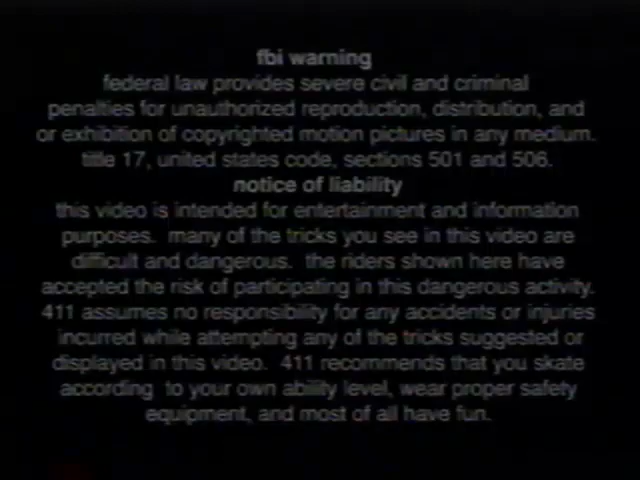 fbi warning
federal law provides severe civil and criminal
penalties for unauthorized reproduction, distribution, and
or exhibition of copyrighted motion pictures in any medium.
title 17, united states code, sections 501 and 506.
notice of liability
this video is intended for entertainment and information
purposes. many of the tricks you see in this video are
difficult and dangerous. the riders shown here have
accepted the risk of participating in this dangerous activity.
411 assumes no responsibility for any accidents or injuries
incurred while attempting any of the tricks suggested or
displayed in this video. 411 recommends that you skate
according to your own ability level, wear proper safety
equipment, and most of all have fun.